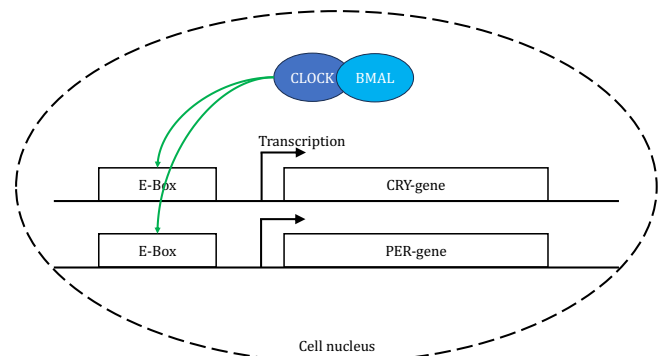 CLOCK
BMAL
Transcription
E-Box
CRY-gene
E-Box
PER-gene
Cell nucleus